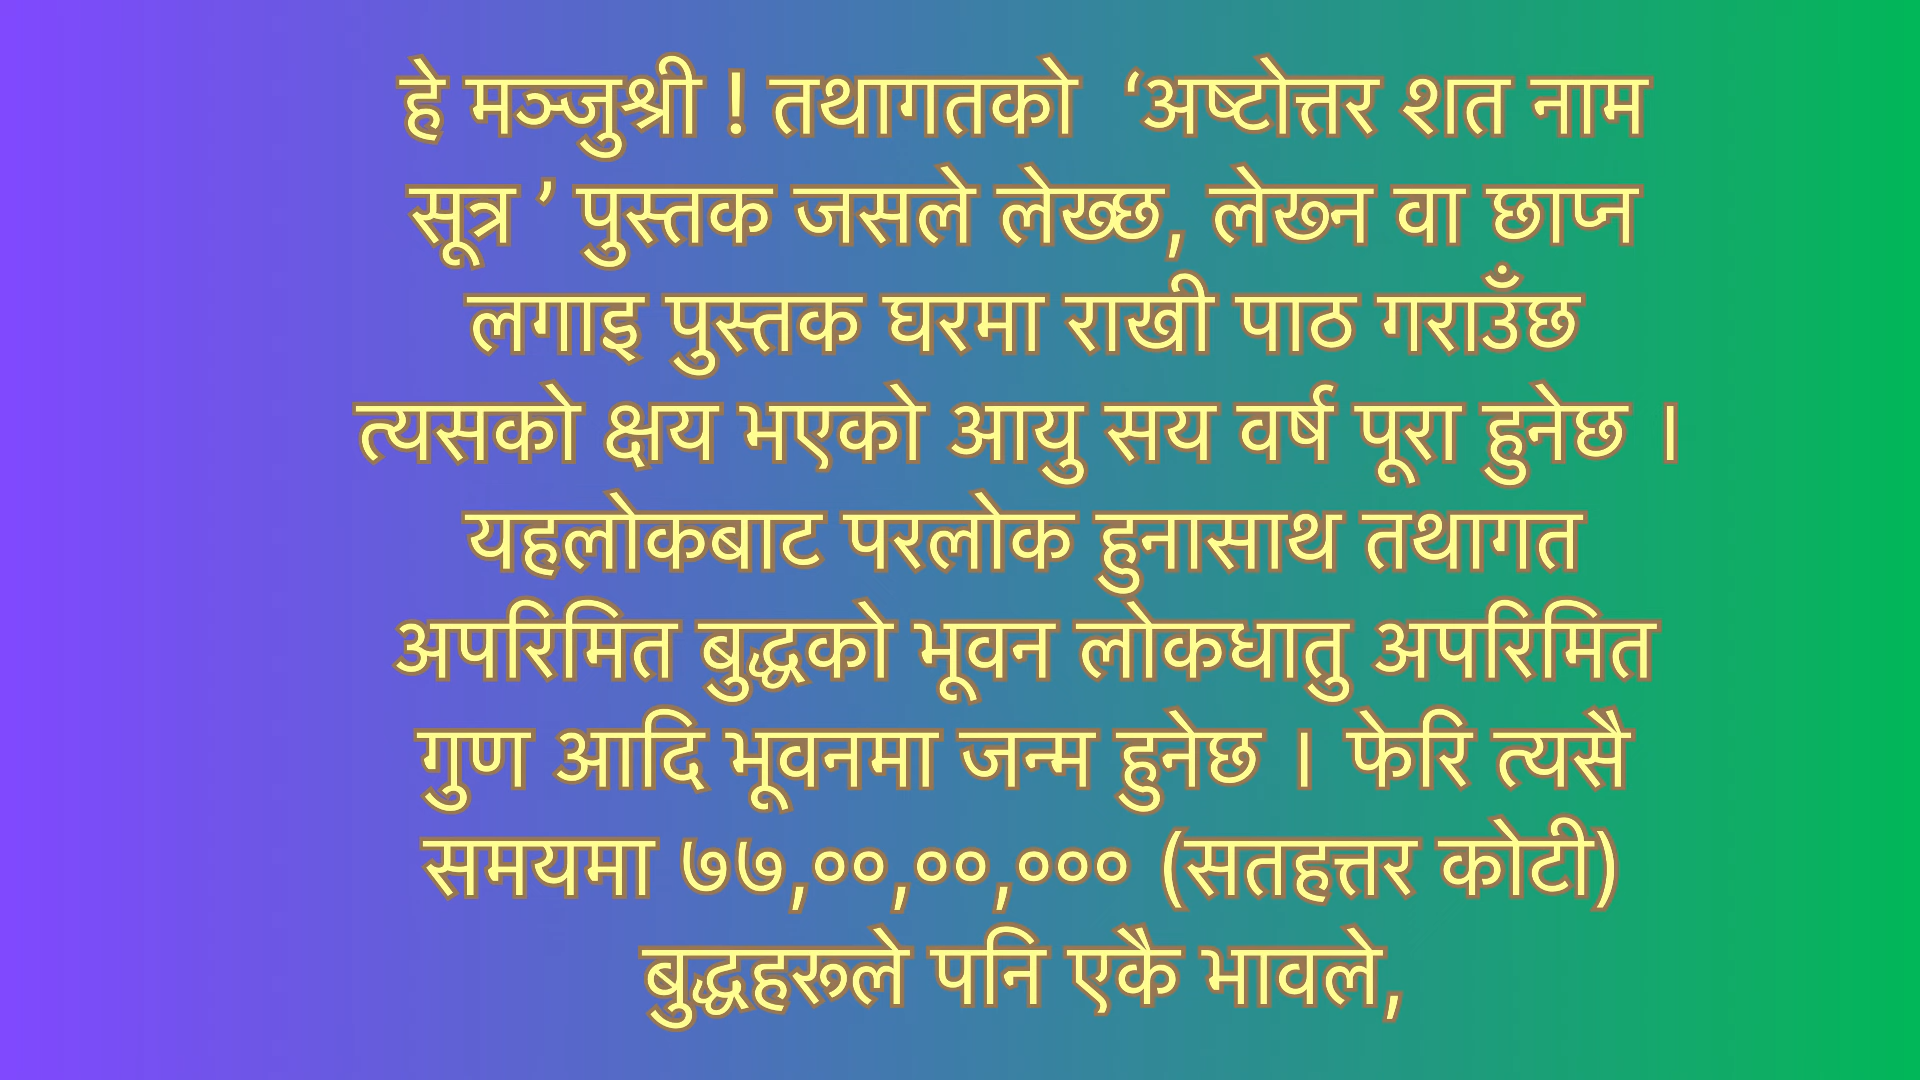 हे मञ्जुश्री ! तथागतको ‘अष्टोत्तर शत नाम
सूत्र ’ पुस्तक जसले लेख्छ, लेख्न वा छाप्न
लगाइ पुस्तक घरमा राखी पाठ गराउँछ
त्यसको क्षय भएको आयु सय वर्ष पूरा हुनेछ ।
यहलोकबाट परलोक हुनासाथ तथागत
अपरिमित बुद्धको भूवन लोकधातु अपरिमित
गुण आदि भूवनमा जन्म हुनेछ । फेरि त्यसै
समयमा ७७,००,००,००० (सतहत्तर कोटी)
बुद्धहरूले पनि एकै भावले,